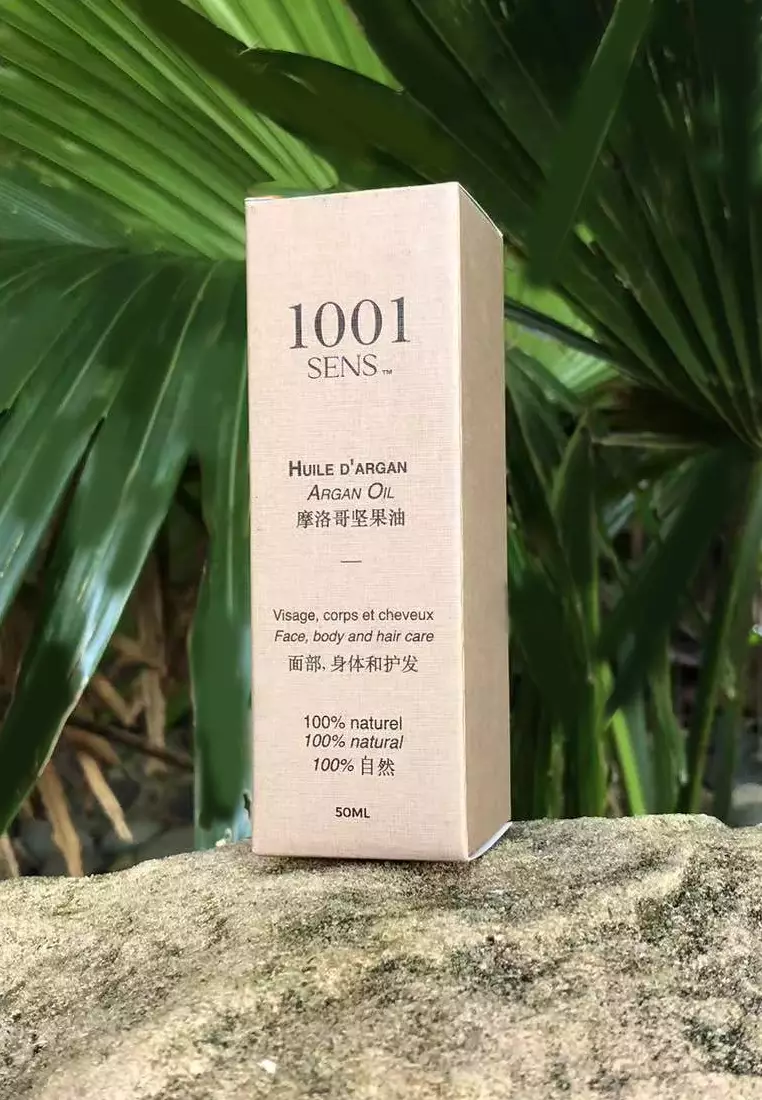 1001
SENS™
HUILE D'ARGAN
ARGAN OIL
摩洛哥坚果油
—
Visage, corps et cheveux
Face, body and hair care
面部, 身体和护发
100% naturel
100% natural
100% 自然
50ML